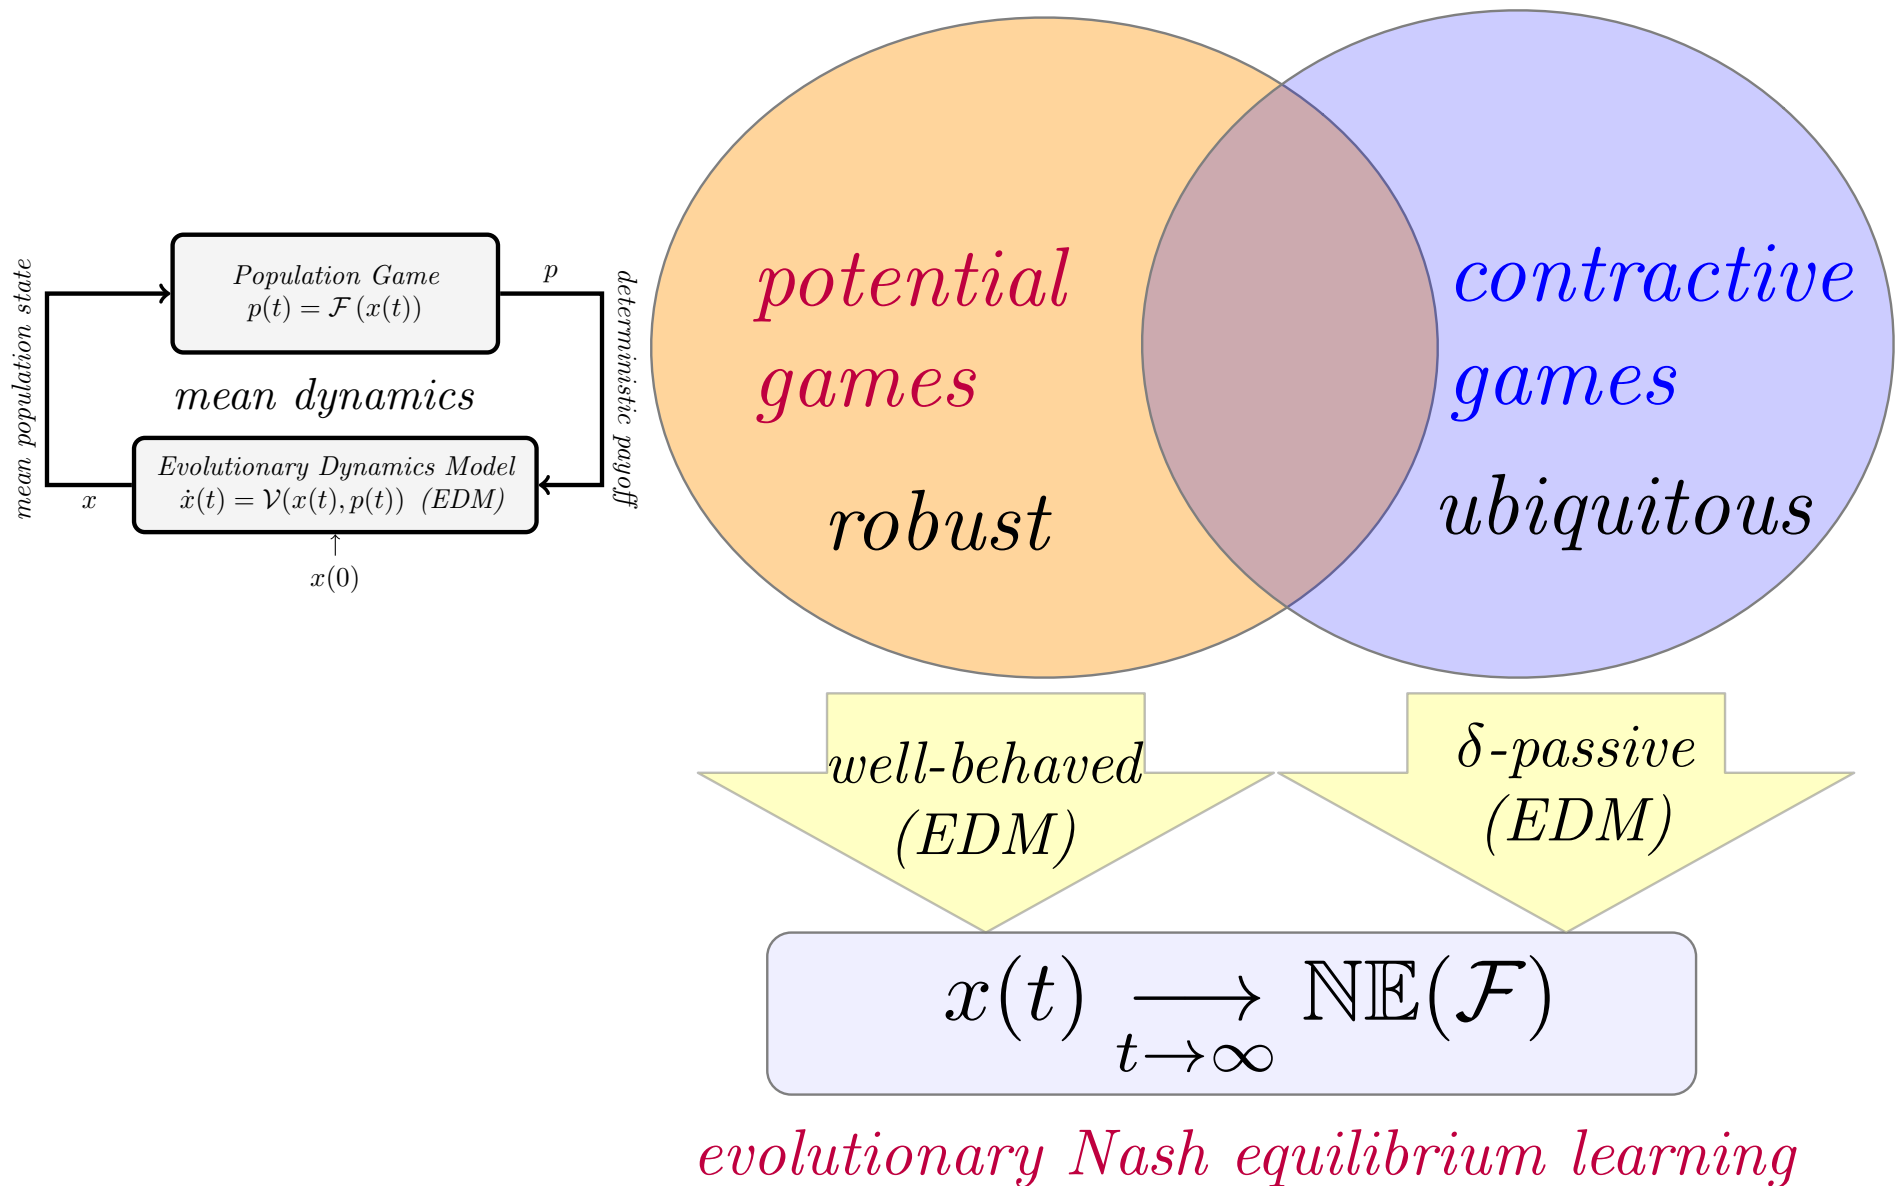 mean population state
Population Game
p(t) = ℱ (x(t))
p
deterministic payoff
mean dynamics
Evolutionary Dynamics Model
ẋ(t) = 𝒱(x(t), p(t)) (EDM)
x
↑
x(0)
potential
games
robust
contractive
games
ubiquitous
well-behaved
(EDM)
δ-passive
(EDM)
x(t) ⟶ ℕ𝔼(ℱ)
t→∞
evolutionary Nash equilibrium learning